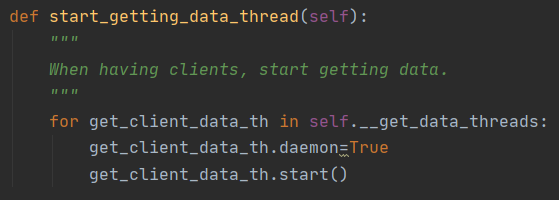 def start_getting_data_thread(self):
    """
    When having clients, start getting data.
    """
    for get_client_data_th in self.__get_data_threads:
        get_client_data_th.daemon=True
        get_client_data_th.start()